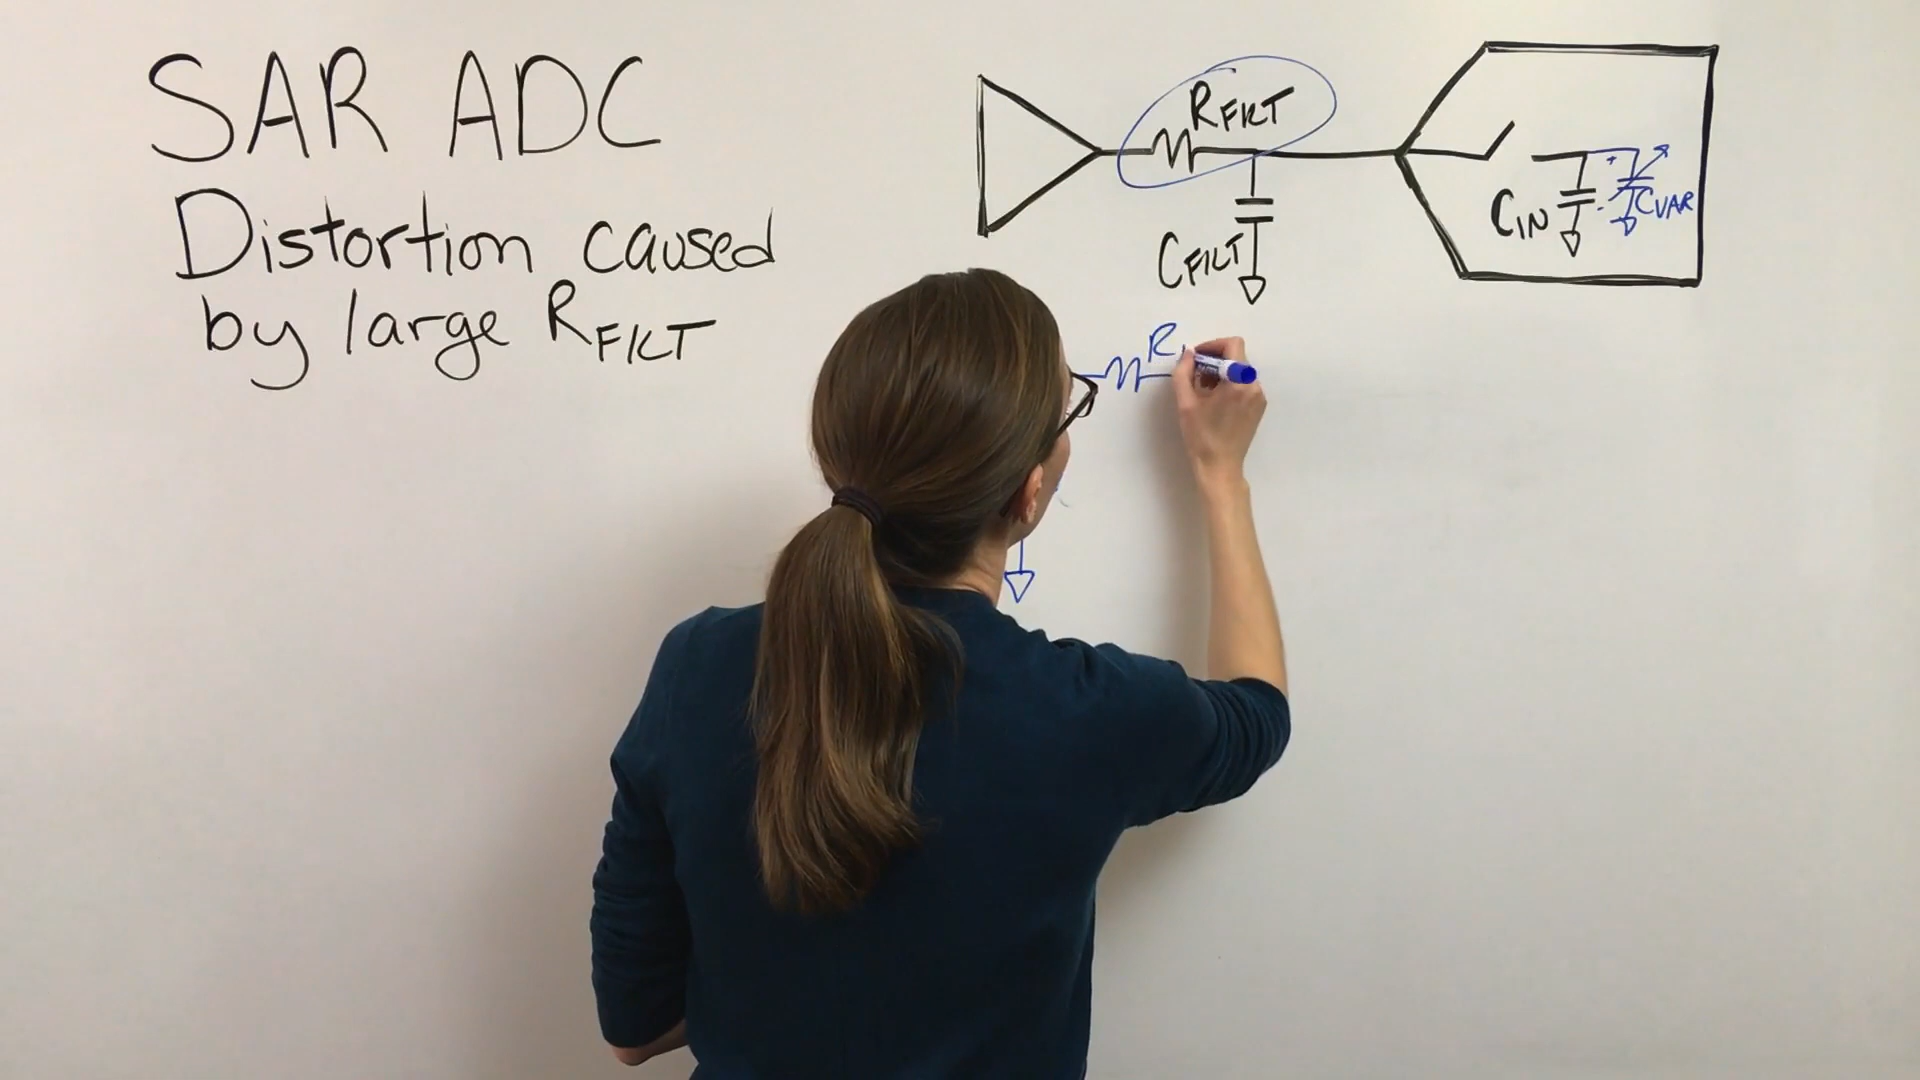 SAR ADC
Distortion caused
by large RFILT
RFILT
CFILT
CIN
+
-
CVAR
R